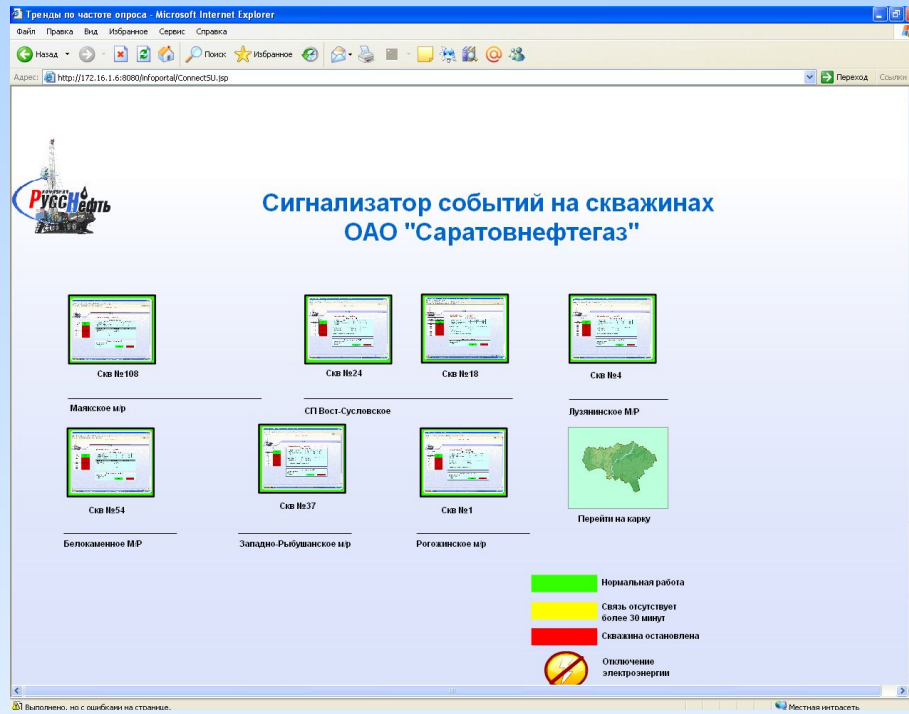 Тренды по частоте опроса - Microsoft Internet Explorer
Файл Правка Вид Избранное Сервис Справка
Назад Поиск Избранное
Адрес: http://172.16.1.6:8080/infoportal/ConnectSU.jsp Переход Ссылки
компания
РуссНефть
Сигнализатор событий на скважинах
ОАО "Саратовнефтегаз"
Скв №108 Скв №24 Скв №18 Скв №4
Маякское м/р СП Вост-Сусловское Лузянинское М/Р
Скв №54 Скв №37 Скв №1 Перейти на карку
Белокаменное М/Р Западно-Рыбушанское м/р Рогожинское м/р
Нормальная работа
Связь отсутствует
более 30 минут
Скважина остановлена
Отключение
электроэнергии
Выполнено, но с ошибками на странице. Местная интрасеть